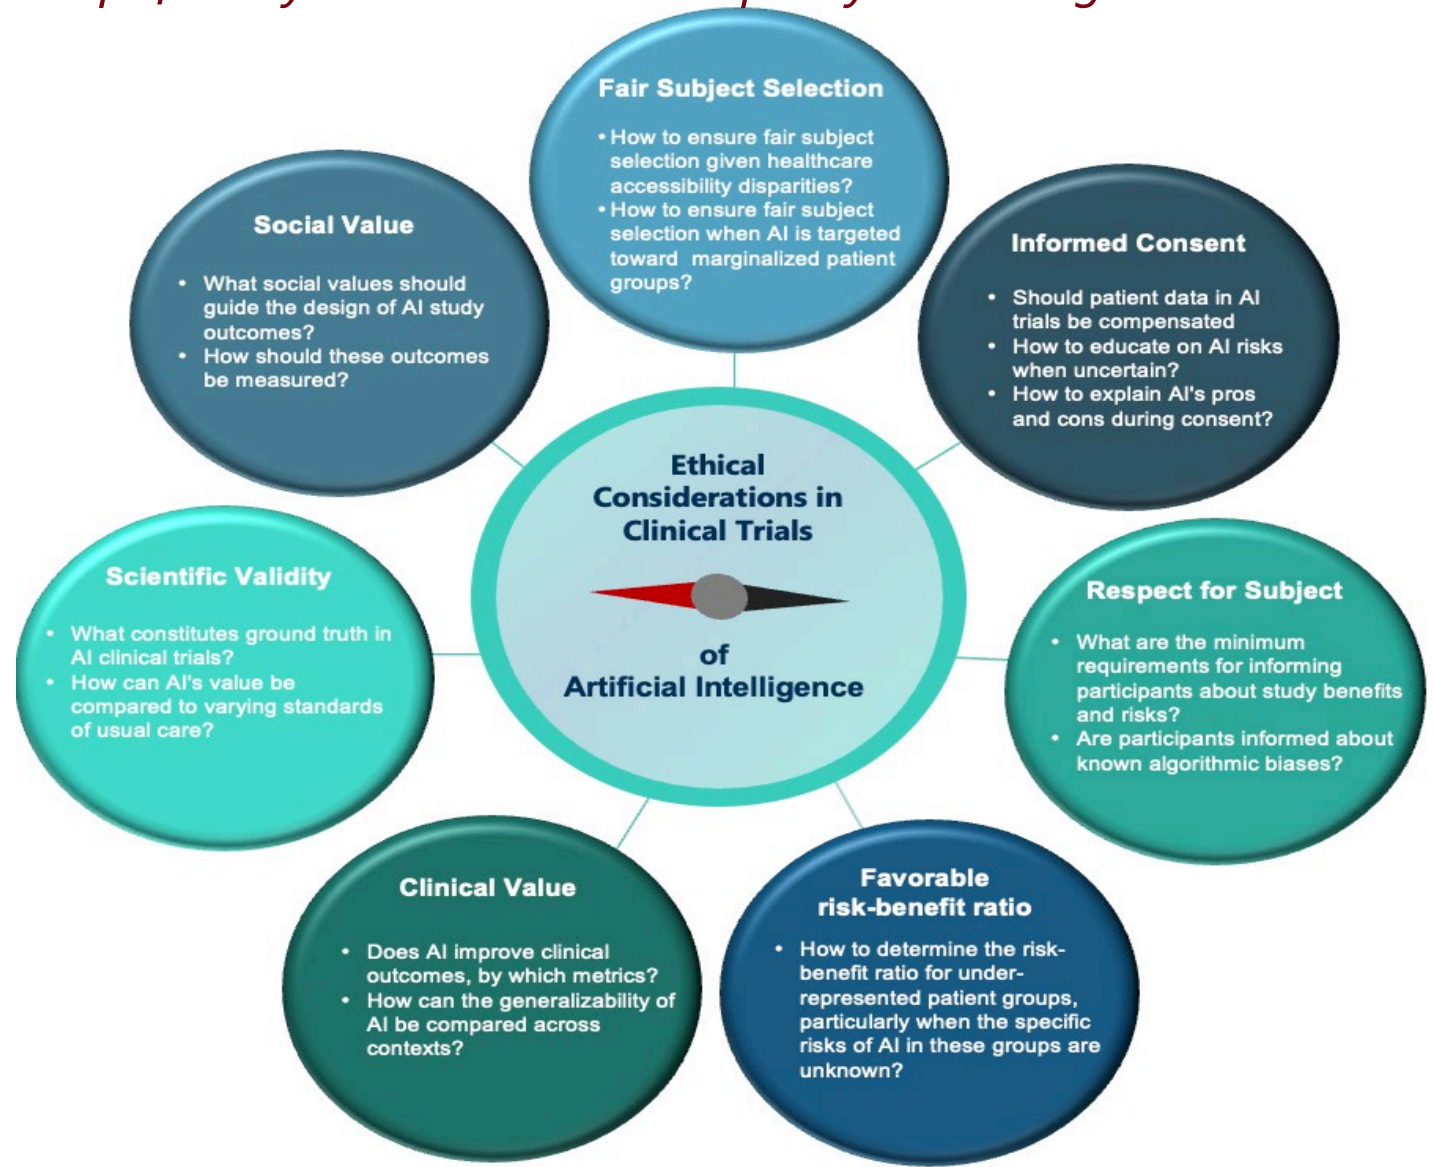 Fair Subject Selection
• How to ensure fair subject
selection given healthcare
accessibility disparities?
• How to ensure fair subject
selection when AI is targeted
toward marginalized patient
groups?
Social Value
• What social values should
guide the design of AI study
outcomes?
• How should these outcomes
be measured?
Informed Consent
• Should patient data in AI
trials be compensated
• How to educate on AI risks
when uncertain?
• How to explain AI's pros
and cons during consent?
Ethical
Considerations in
Clinical Trials
of
Artificial Intelligence
Scientific Validity
• What constitutes ground truth in
AI clinical trials?
• How can AI's value be
compared to varying standards
of usual care?
Respect for Subject
• What are the minimum
requirements for informing
participants about study benefits
and risks?
• Are participants informed about
known algorithmic biases?
Clinical Value
• Does AI improve clinical
outcomes, by which metrics?
• How can the generalizability of
AI be compared across
contexts?
Favorable
risk-benefit ratio
• How to determine the risk-
benefit ratio for under-
represented patient groups,
particularly when the specific
risks of AI in these groups are
unknown?